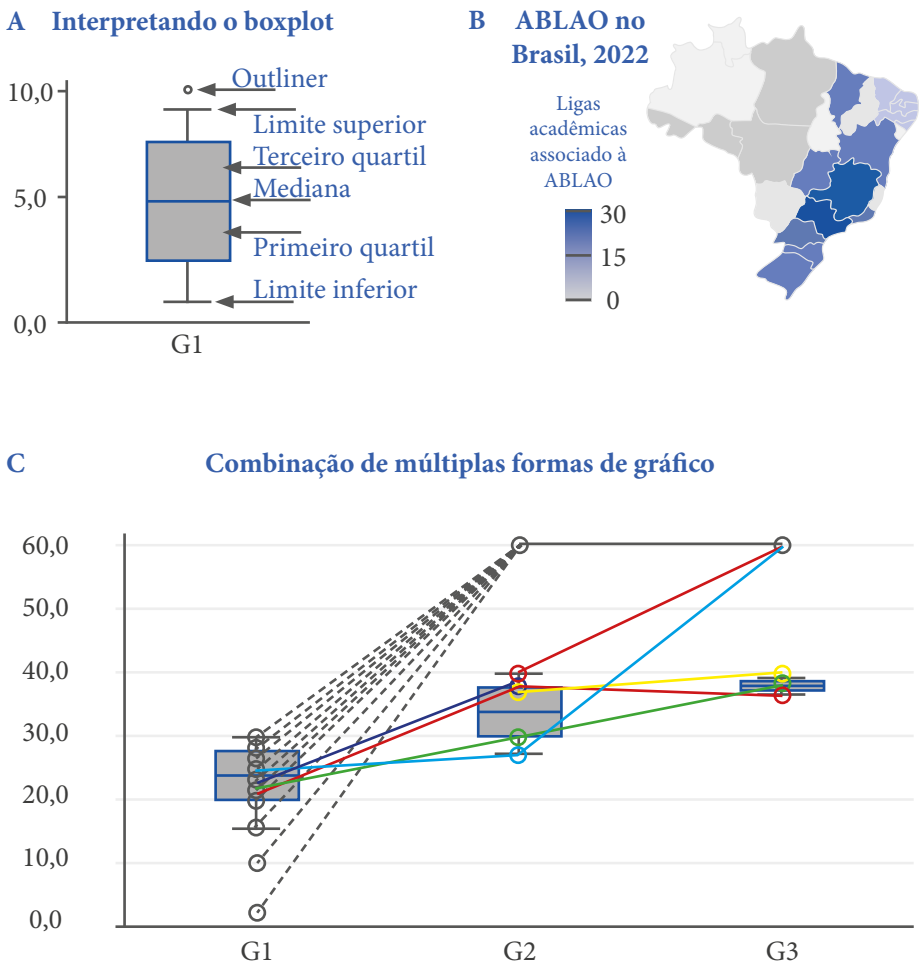 A Interpretando o boxplot
10,0
5,0
0,0
Outliner
Limite superior
Terceiro quartil
Mediana
Primeiro quartil
Limite inferior
G1
B ABLAO no
Brasil, 2022
Ligas
acadêmicas
associado à
ABLAO
30
15
0
C Combinação de múltiplas formas de gráfico
60,0
50,0
40,0
30,0
20,0
10,0
0,0
G1 G2 G3